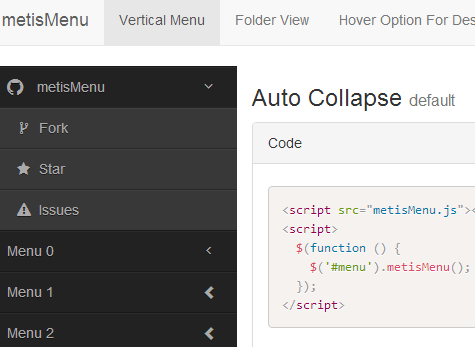 metisMenu Vertical Menu Folder View Hover Option For Des
metisMenu
Fork
Star
Issues
Menu 0
Menu 1
Menu 2
Auto Collapse default
Code
<script src="metisMenu.js"><
<script>
$(function () {
$('#menu').metisMenu();
});
</script>